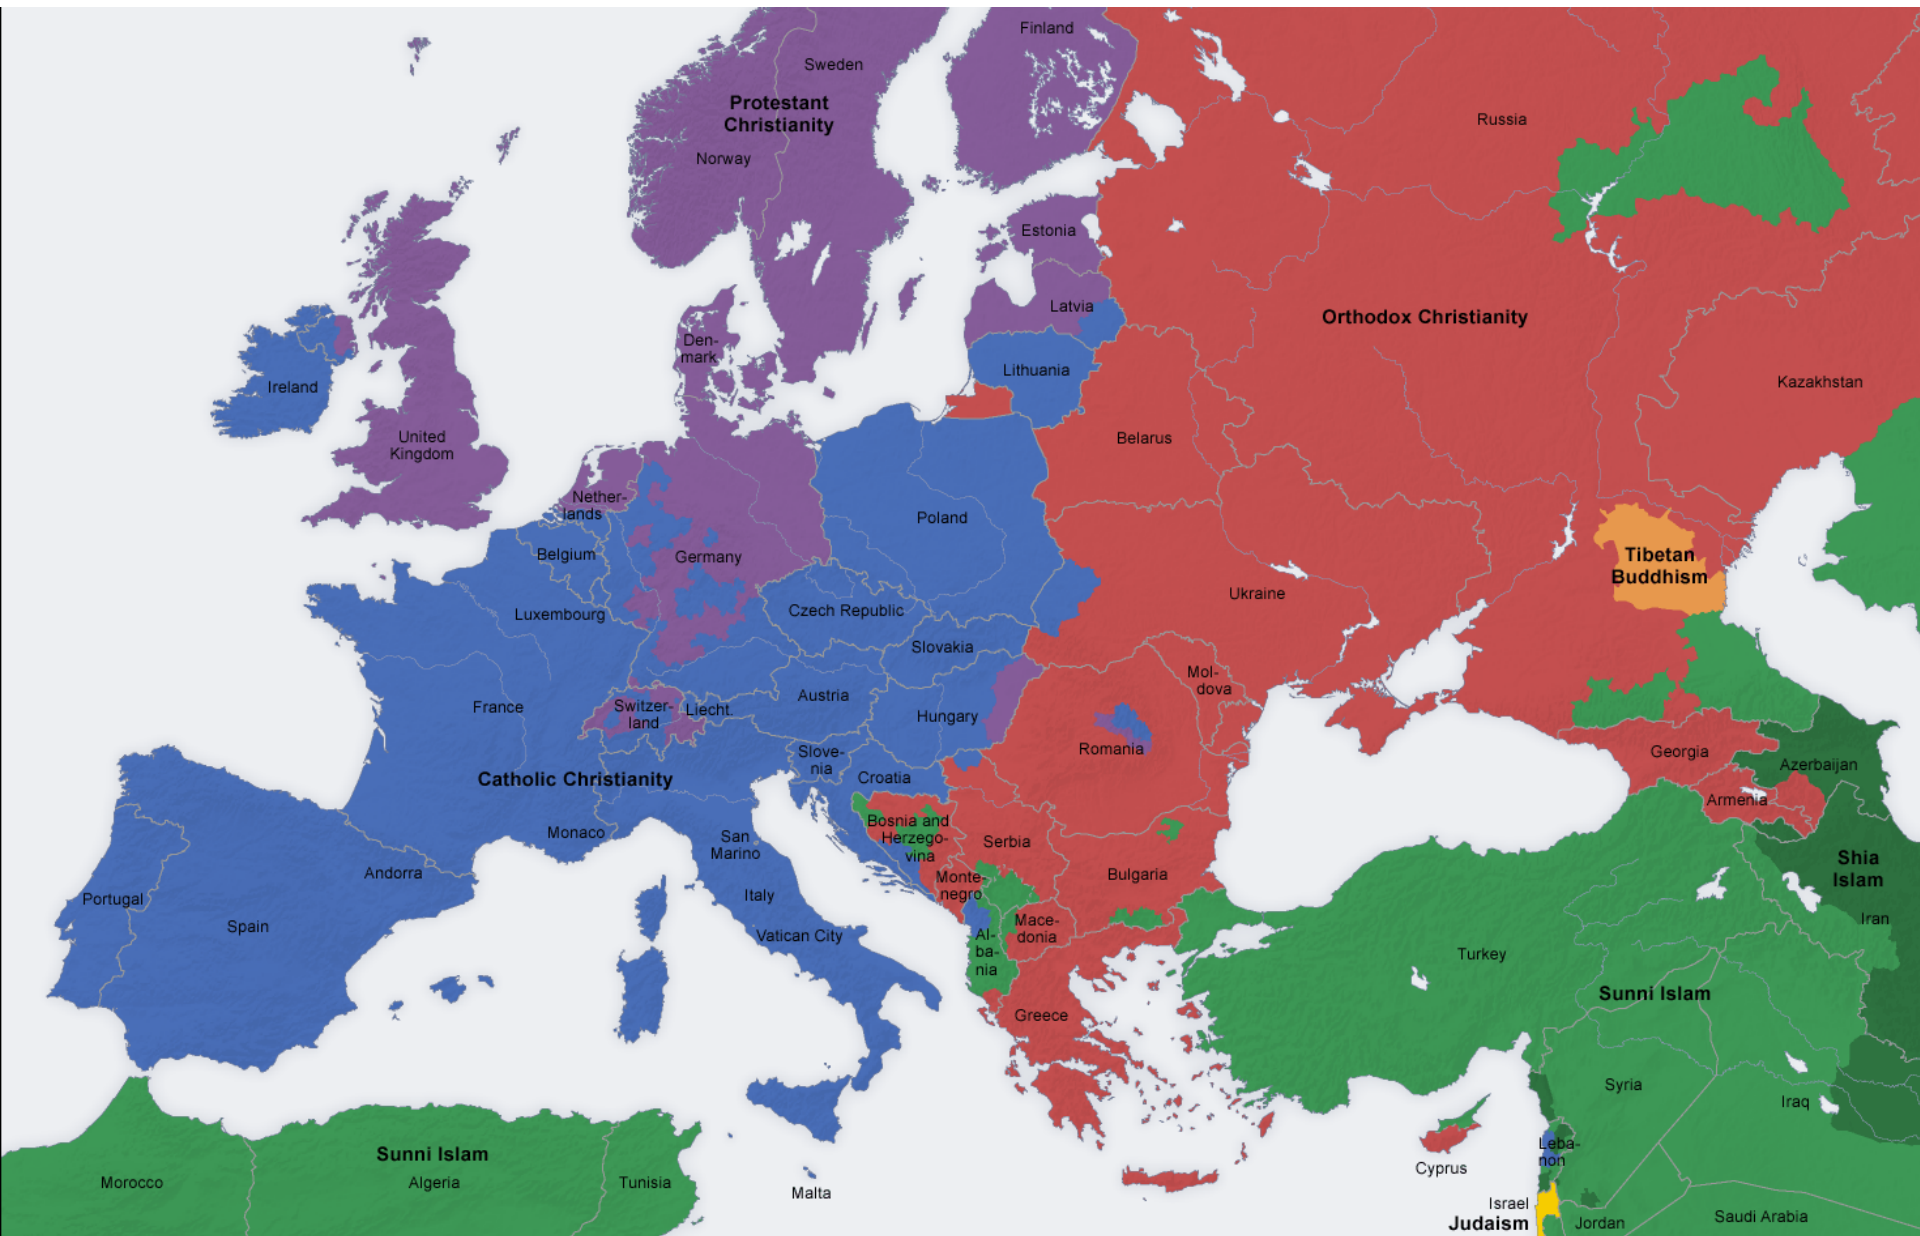 Finland
Sweden
Protestant
Christianity
Russia
Norway
Estonia
Latvia
Orthodox Christianity
Den-
mark
Lithuania
Ireland
Kazakhstan
United
Kingdom
Belarus
Nether-
lands
Poland
Belgium
Germany
Tibetan
Buddhism
Ukraine
Luxembourg
Czech Republic
Slovakia
Mol-
dova
Austria
France
Switzer-
land
Liecht.
Hungary
Romania
Georgia
Slove-
nia
Azerbaijan
Catholic Christianity
Croatia
Armenia
Bosnia and
Herzego-
vina
Monaco
San
Marino
Serbia
Shia
Islam
Andorra
Monte-
negro
Bulgaria
Portugal
Italy
Spain
Mace-
donia
Iran
Vatican City
Al-
ba-
nia
Turkey
Sunni Islam
Greece
Syria
Iraq
Sunni Islam
Leba-
non
Morocco
Algeria
Tunisia
Malta
Cyprus
Israel
Judaism
Jordan
Saudi Arabia